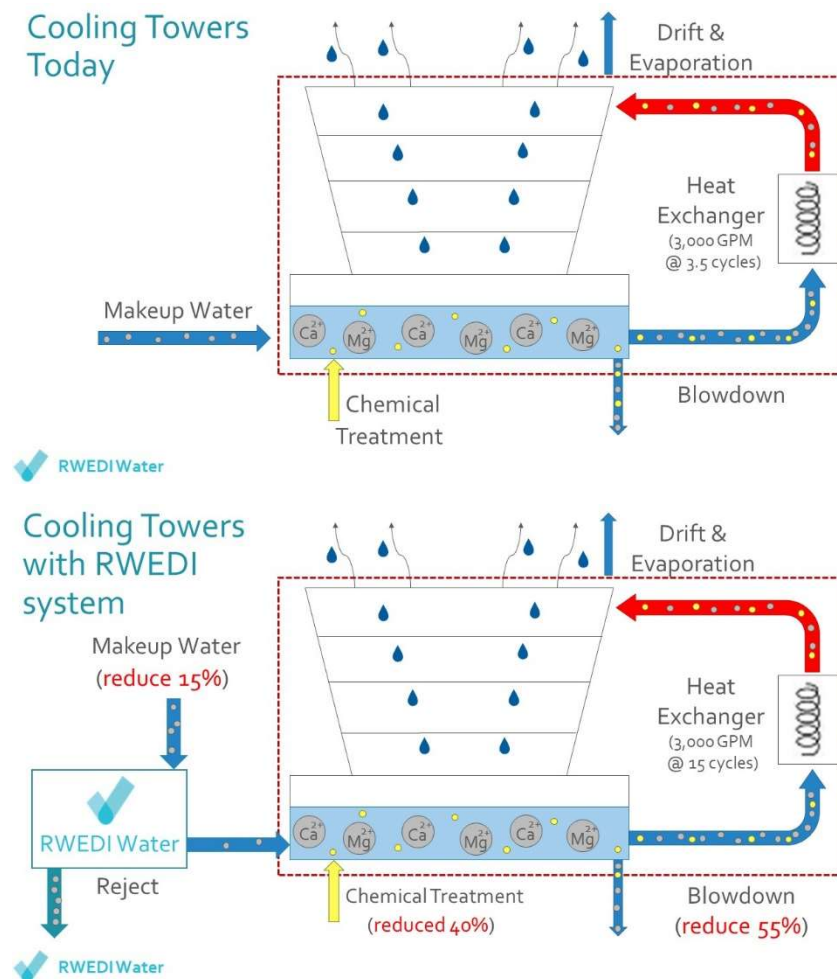 Cooling Towers
Today
Drift &
Evaporation
Heat
Exchanger
(3,000 GPM
@ 3.5 cycles)
Makeup Water
Ca2+ Mg2+ Ca2+ Mg2+ Ca2+ Mg2+
Chemical
Treatment
Blowdown
RWEDI Water
Cooling Towers
with RWEDI
system
Drift &
Evaporation
Makeup Water
(reduce 15%)
Heat
Exchanger
(3,000 GPM
@ 15 cycles)
RWEDI Water
Ca2+ Mg2+ Ca2+ Mg2+ Ca2+ Mg2+
Reject
Chemical Treatment
(reduced 40%)
Blowdown
(reduce 55%)
RWEDI Water